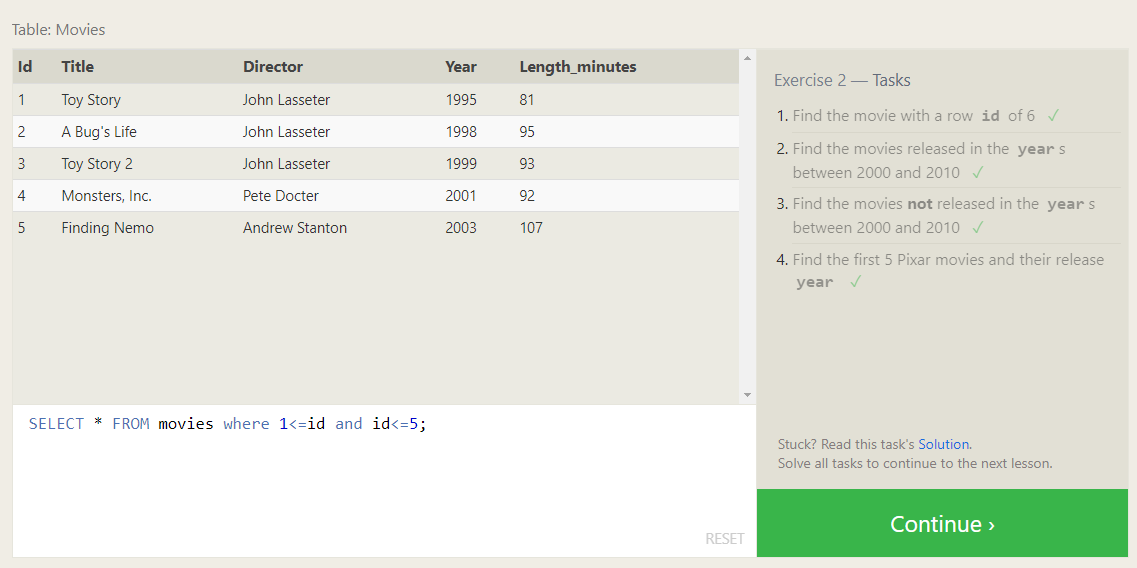 Table: Movies
Id Title Director Year Length_minutes
1 Toy Story John Lasseter 1995 81
2 A Bug's Life John Lasseter 1998 95
3 Toy Story 2 John Lasseter 1999 93
4 Monsters, Inc. Pete Docter 2001 92
5 Finding Nemo Andrew Stanton 2003 107
SELECT * FROM movies where 1<=id and id<=5;
RESET
Exercise 2 — Tasks
1. Find the movie with a row id of 6 ✓
2. Find the movies released in the year s
between 2000 and 2010 ✓
3. Find the movies not released in the year s
between 2000 and 2010 ✓
4. Find the first 5 Pixar movies and their release
year ✓
Stuck? Read this task's Solution.
Solve all tasks to continue to the next lesson.
Continue ›